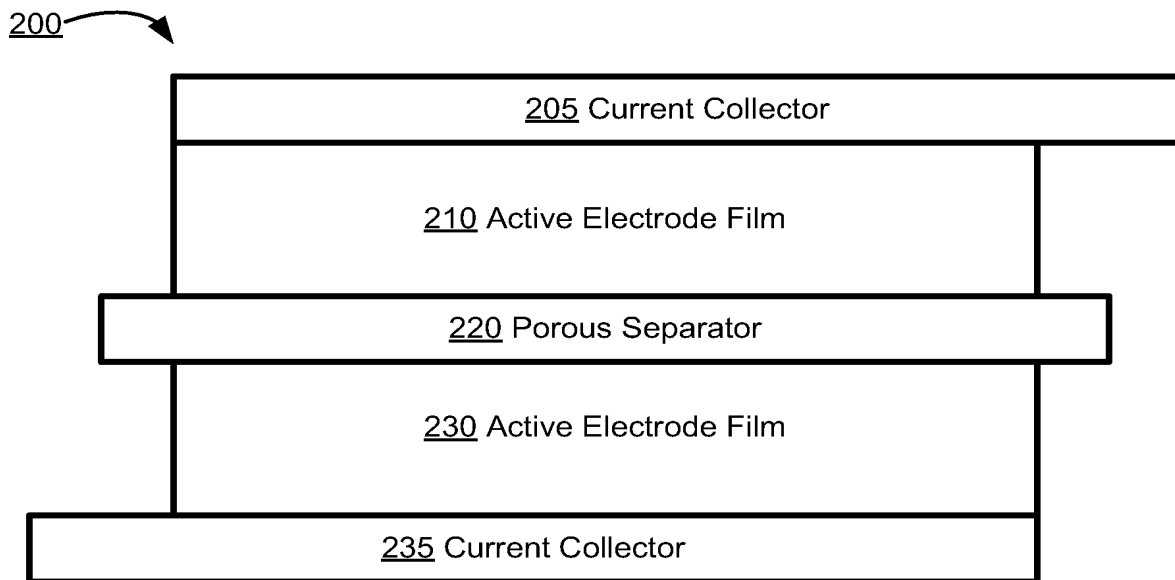 200
205 Current Collector
210 Active Electrode Film
220 Porous Separator
230 Active Electrode Film
235 Current Collector